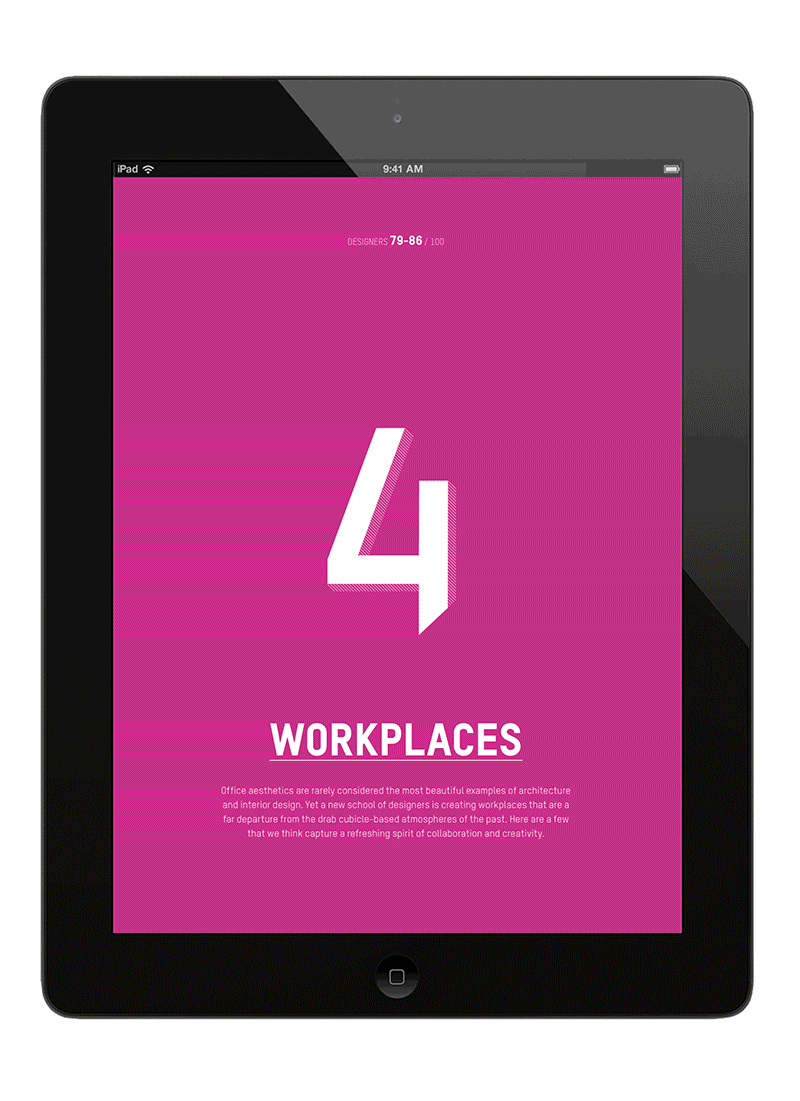 iPad 9:41 AM
DESIGNERS 79-86 / 100
4
WORKPLACES
Office aesthetics are rarely considered the most beautiful examples of architecture
and interior design. Yet a new school of designers is creating workplaces that are a
far departure from the drab cubicle-based atmospheres of the past. Here are a few
that we think capture a refreshing spirit of collaboration and creativity.